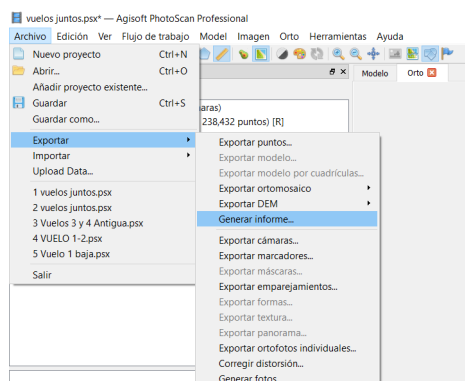 vuelos juntos.psx* — Agisoft PhotoScan Professional
Archivo Edición Ver Flujo de trabajo Model Imagen Orto Herramientas Ayuda
Nuevo proyecto Ctrl+N
Abrir... Ctrl+O
Añadir proyecto existente...
Guardar Ctrl+S
Guardar como...
Exportar
Importar
Upload Data...
1 vuelos juntos.psx
2 vuelos juntos.psx
3 Vuelos 3 y 4 Antigua.psx
4 VUELO 1-2.psx
5 Vuelo 1 baja.psx
Salir
Modelo Orto
238,432 puntos) [R]
Exportar puntos...
Exportar modelo...
Exportar modelo por cuadrículas...
Exportar ortomosaico
Exportar DEM
Generar informe...
Exportar cámaras...
Exportar marcadores...
Exportar máscaras...
Exportar emparejamientos...
Exportar formas...
Exportar textura...
Exportar panorama...
Exportar ortofotos individuales...
Corregir distorsión...
Generar fotos